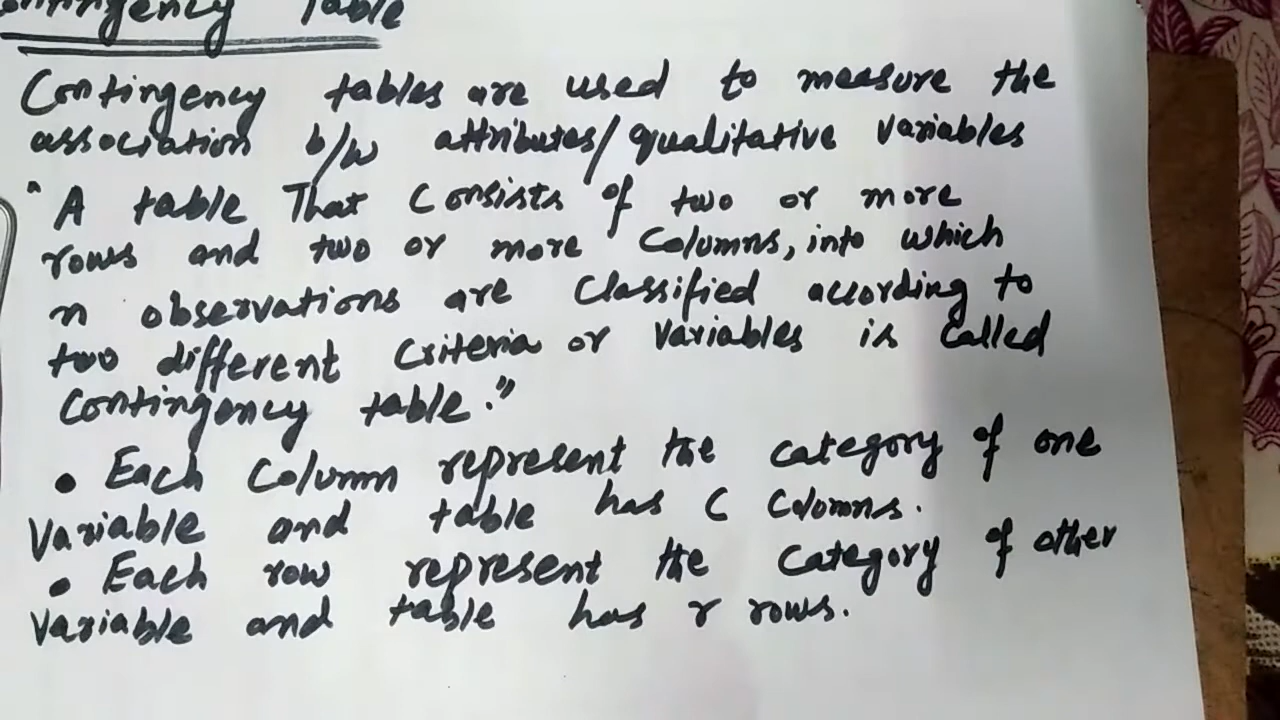 Contingency Table
Contingency tables are used to measure the
association b/w attributes/qualitative variables
"A table That Consists of two or more
rows and two or more Columns, into which
n observations are Classified according to
two different Criteria or Variables is Called
Contingency table."
• Each Column represent the Category of one
Variable and table has C Colomns.
• Each row represent the Category of other
Variable and table has r rows.